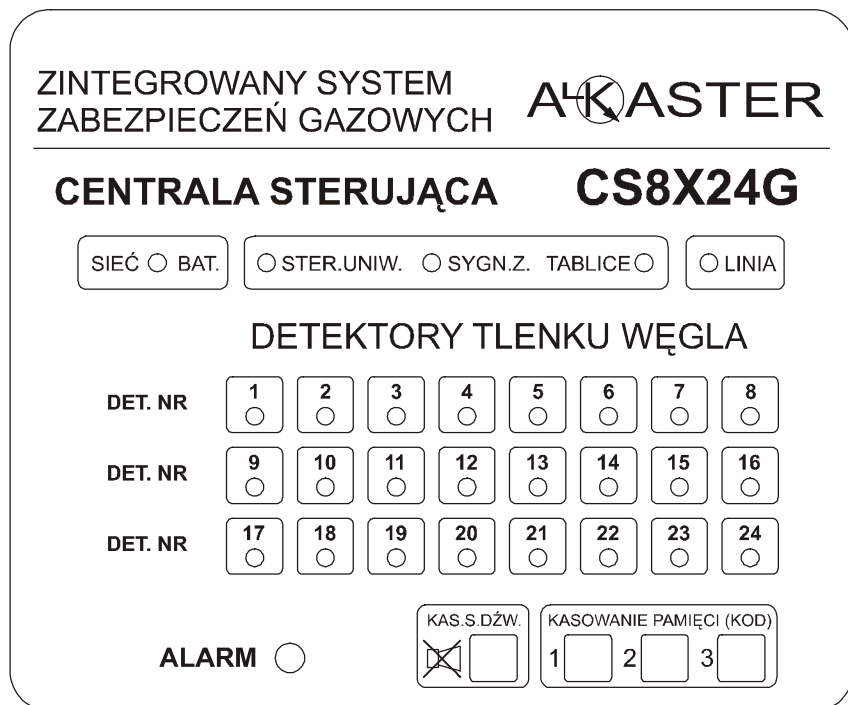 ZINTEGROWANY SYSTEM
ZABEZPIECZEŃ GAZOWYCH
ALKASTER
CENTRALA STERUJĄCA CS8X24G
SIEĆ BAT. STER.UNIW. SYGN.Z. TABLICE LINIA
DETEKTORY TLENKU WĘGLA
DET. NR 1 2 3 4 5 6 7 8
DET. NR 9 10 11 12 13 14 15 16
DET. NR 17 18 19 20 21 22 23 24
KAS.S.DŹW. KASOWANIE PAMIĘCI (KOD)
ALARM 1 2 3